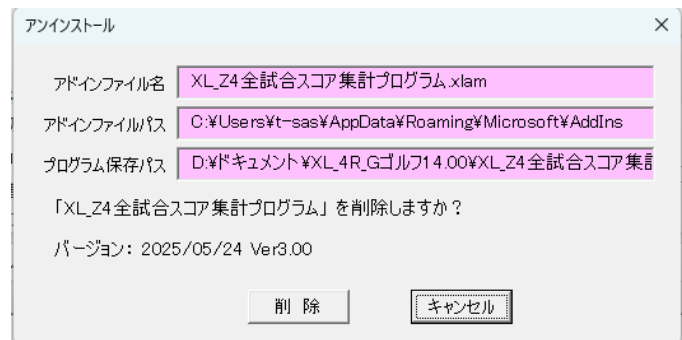 アンインストール
アドインファイル名 XL_Z4全試合スコア集計プログラム.xlam
アドインファイルパス C:¥Users¥t-sas¥AppData¥Roaming¥Microsoft¥AddIns
プログラム保存パス D:¥ドキュメント¥XL_4R_Gゴルフ14.00¥XL_Z4全試合スコア集計
「XL_Z4全試合スコア集計プログラム」を削除しますか？
バージョン： 2025/05/24 Ver3.00
削 除 キャンセル